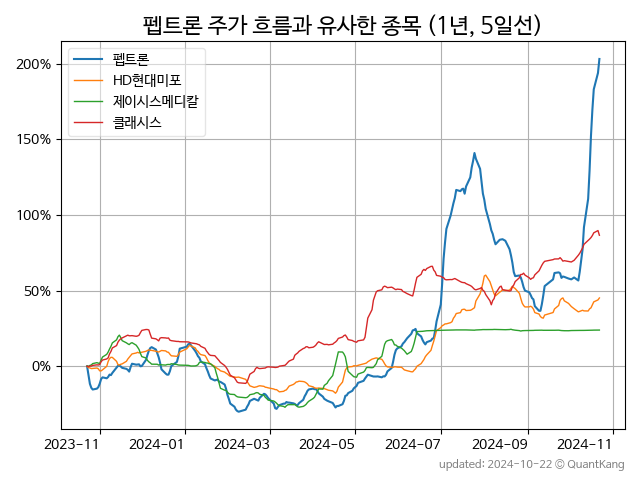 펩트론 주가 흐름과 유사한 종목 (1년, 5일선)
펩트론
HD현대미포
제이시스메디칼
클래시스
200%
150%
100%
50%
0%
2023-11 2024-01 2024-03 2024-05 2024-07 2024-09 2024-11
updated: 2024-10-22 © QuantKang